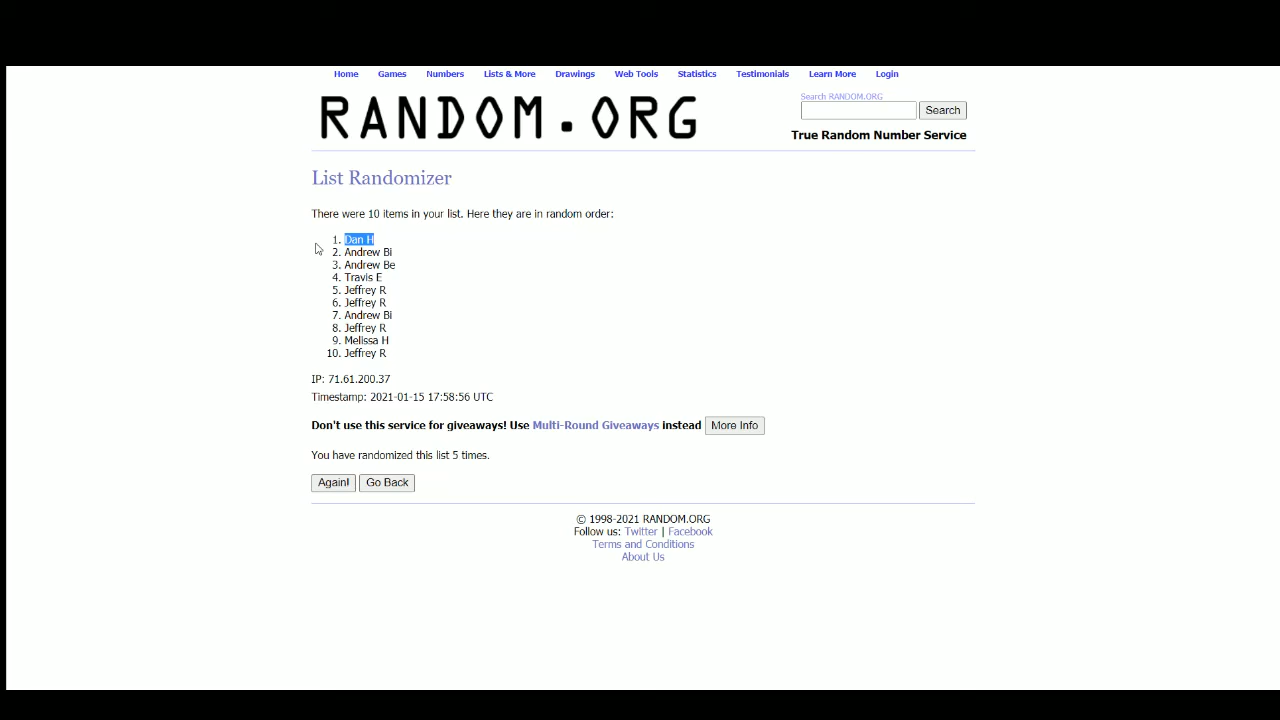 Home Games Numbers Lists & More Drawings Web Tools Statistics Testimonials Learn More Login
RANDOM.ORG
Search RANDOM.ORG
Search
True Random Number Service
List Randomizer
There were 10 items in your list. Here they are in random order:
1. Dan H
2. Andrew Bi
3. Andrew Be
4. Travis E
5. Jeffrey R
6. Jeffrey R
7. Andrew Bi
8. Jeffrey R
9. Melissa H
10. Jeffrey R
IP: 71.61.200.37
Timestamp: 2021-01-15 17:58:56 UTC
Don't use this service for giveaways! Use Multi-Round Giveaways instead More Info
You have randomized this list 5 times.
Again! Go Back
© 1998-2021 RANDOM.ORG
Follow us: Twitter | Facebook
Terms and Conditions
About Us